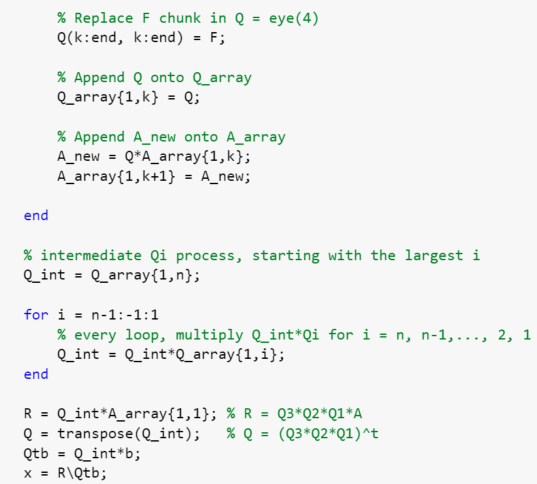 % Replace F chunk in Q = eye(4)
Q(k:end, k:end) = F;
% Append Q onto Q_array
Q_array{1,k} = Q;
% Append A_new onto A_array
A_new = Q*A_array{1,k};
A_array{1,k+1} = A_new;
end
% intermediate Qi process, starting with the largest i
Q_int = Q_array{1,n};
for i = n-1:-1:1
% every loop, multiply Q_int*Qi for i = n, n-1,..., 2, 1
Q_int = Q_int*Q_array{1,i};
end
R = Q_int*A_array{1,1}; % R = Q3*Q2*Q1*A
Q = transpose(Q_int); % Q = (Q3*Q2*Q1)^t
Qtb = Q_int*b;
x = R\Qtb;